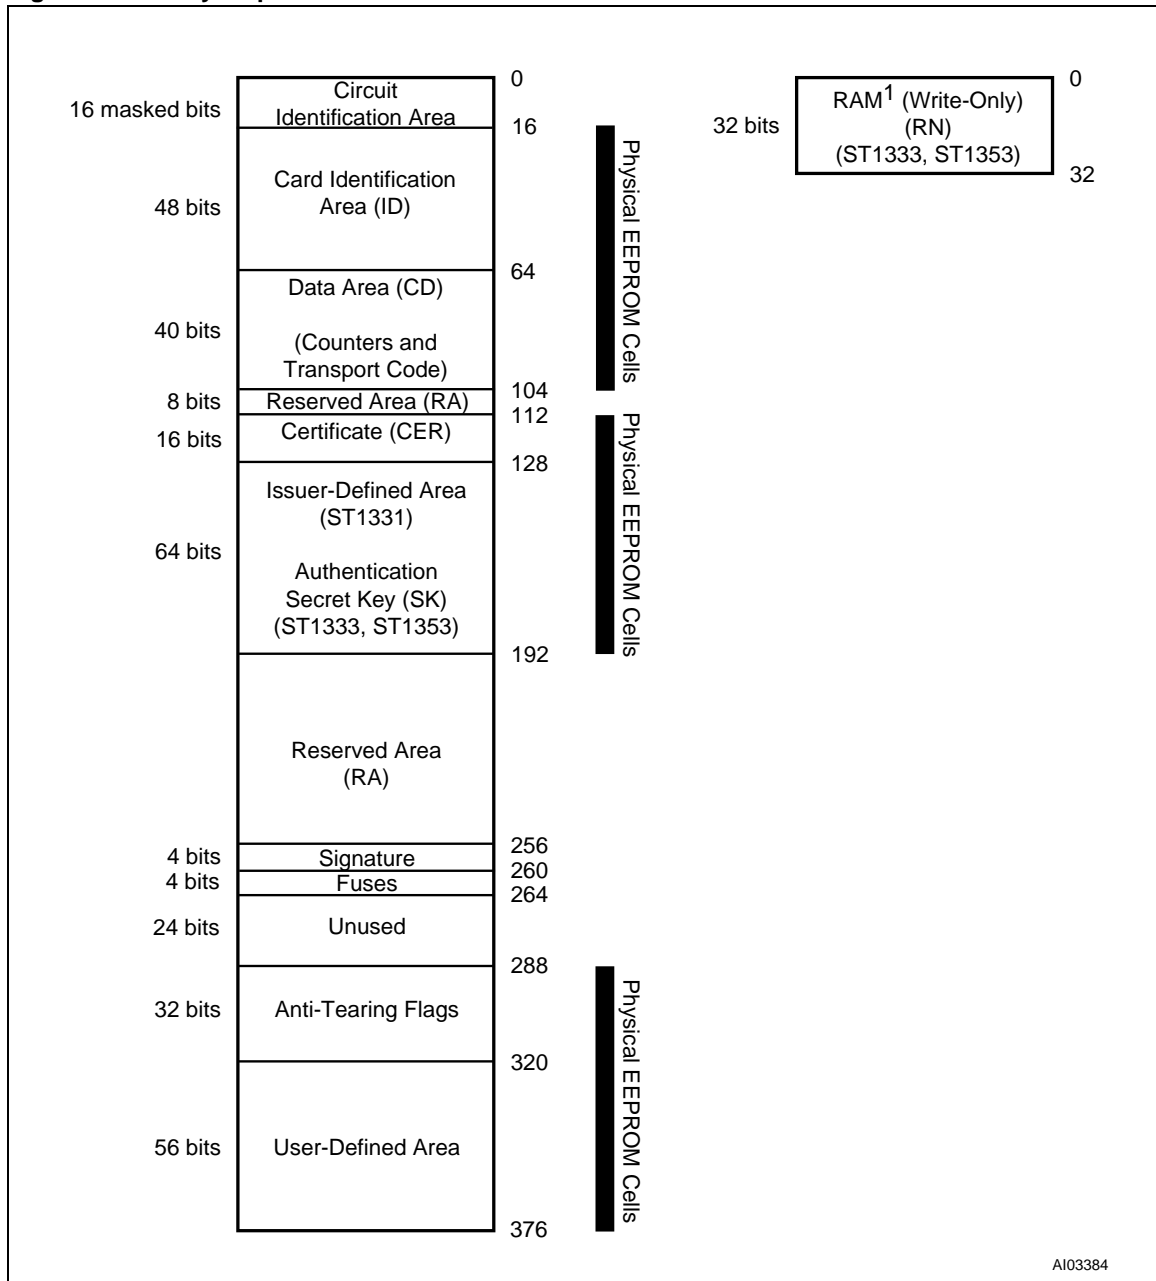 0
Circuit
Identification Area
16 masked bits
16
Card Identification
Area (ID)
48 bits
64
Data Area (CD)
(Counters and
Transport Code)
40 bits
104
8 bits
Reserved Area (RA)
112
Certificate (CER)
16 bits
128
Issuer-Defined Area
(ST1331)
64 bits
Authentication
Secret Key (SK)
(ST1333, ST1353)
192
Reserved Area
(RA)
256
4 bits
Signature
260
4 bits
Fuses
264
24 bits
Unused
288
32 bits
Anti-Tearing Flags
320
56 bits
User-Defined Area
376
Physical EEPROM Cells
Physical EEPROM Cells
Physical EEPROM Cells
0
RAM1 (Write-Only)
(RN)
(ST1333, ST1353)
32 bits
32
AI03384